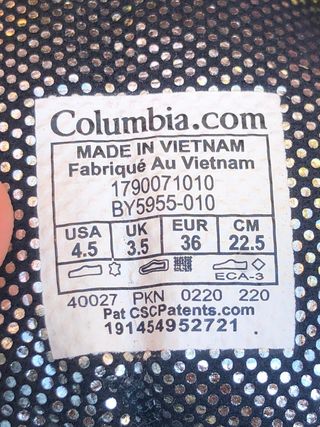 Columbia.com
MADE IN VIETNAM
Fabriqué Au Vietnam
1790071010
BY5955-010
USA UK EUR CM
4.5 3.5 36 22.5
ECA-3
40027 PKN 0220 220
Pat CSCPatents.com
191454952721